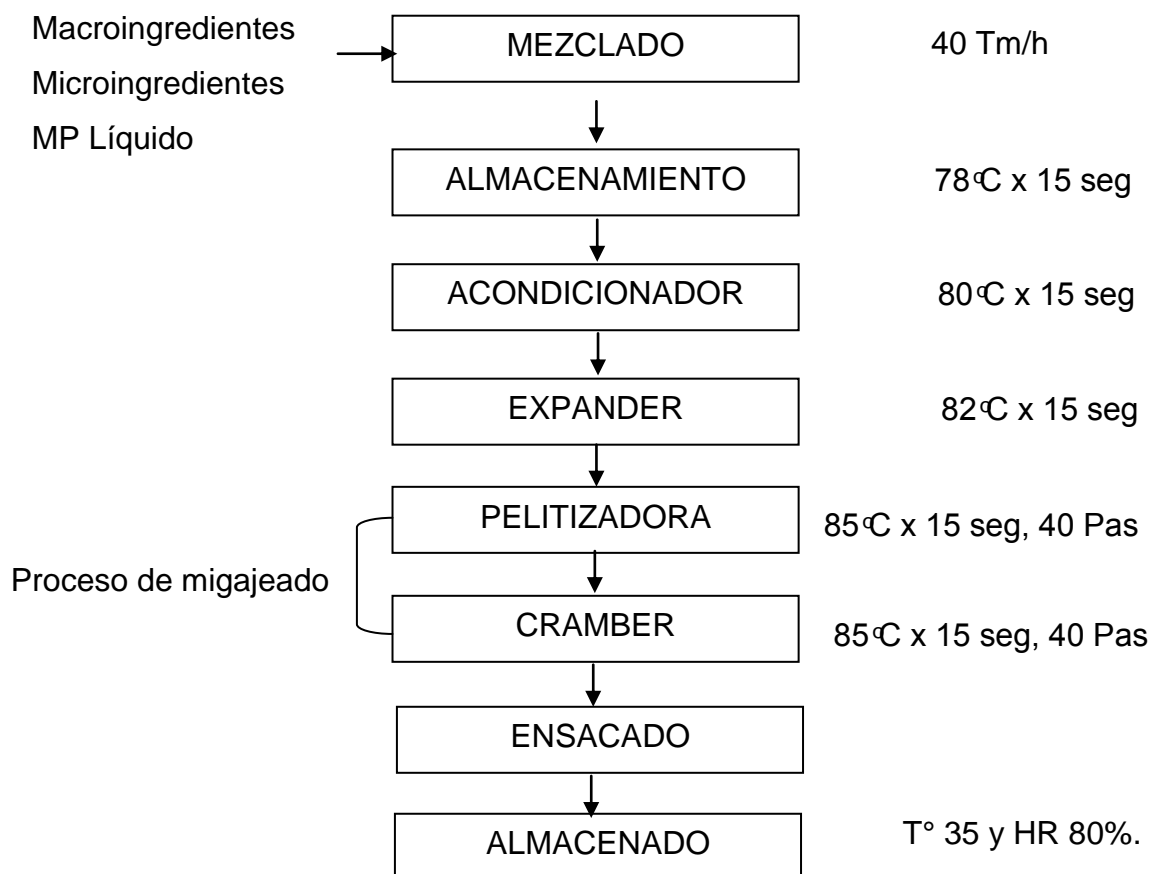 Macroingredientes
Microingredientes
MP Líquido
MEZCLADO
40 Tm/h
ALMACENAMIENTO
78°C x 15 seg
ACONDICIONADOR
80°C x 15 seg
EXPANDER
82°C x 15 seg
PELITIZADORA
85°C x 15 seg, 40 Pas
Proceso de migajeado
CRAMBER
85°C x 15 seg, 40 Pas
ENSACADO
ALMACENADO
T° 35 y HR 80%.